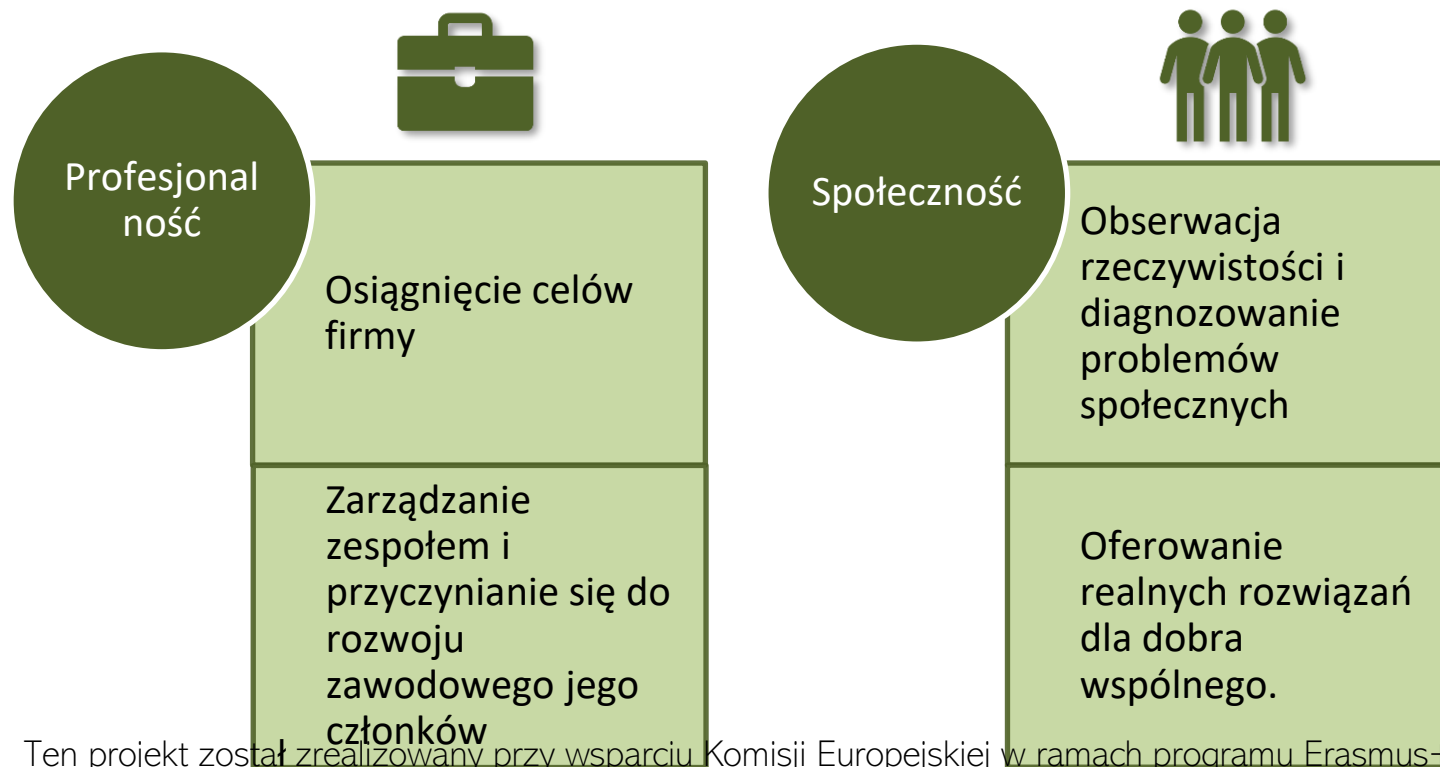 Profesjonal
ność
Osiągnięcie celów
firmy
Zarządzanie
zespołem i
przyczynianie się do
rozwoju
zawodowego jego
członków
Społeczność
Obserwacja
rzeczywistości i
diagnozowanie
problemów
społecznych
Oferowanie
realnych rozwiązań
dla dobra
wspólnego.
Ten projekt został zrealizowany przy wsparciu Komisji Europejskiej w ramach programu Erasmus-